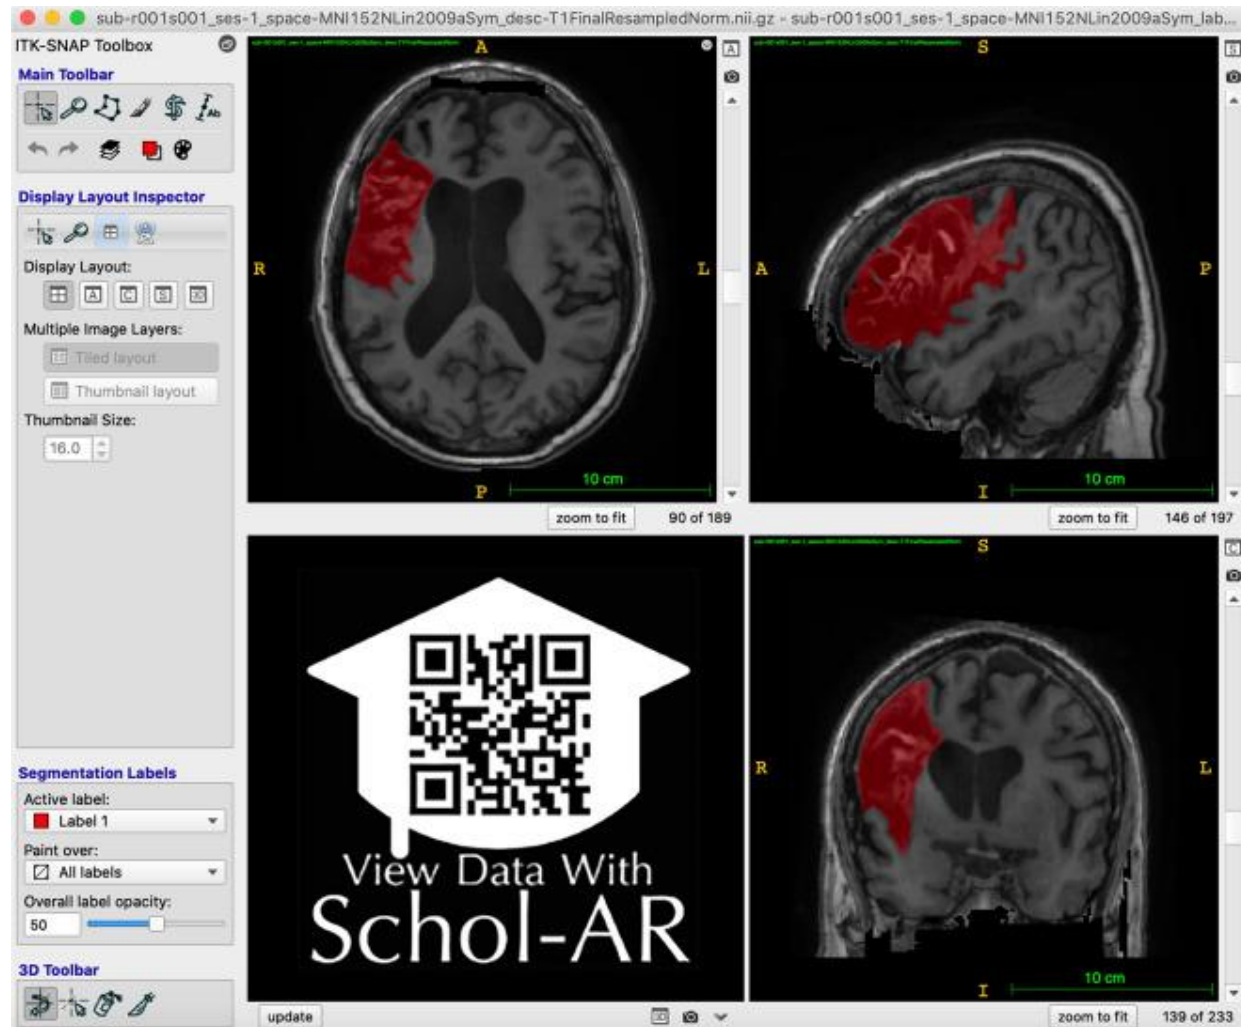 sub-r001s001_ses-1_space-MNI152NLin2009aSym_desc-T1FinalResampledNorm.nii.gz - sub-r001s001_ses-1_space-MNI152NLin2009aSym_lab...
ITK-SNAP Toolbox
Main Toolbar
Ab
Display Layout Inspector
Display Layout:
A
C
S
3D
Multiple Image Layers:
Tiled layout
Thumbnail layout
Thumbnail Size:
16.0
Segmentation Labels
Active label:
Label 1
Paint over:
All labels
Overall label opacity:
50
3D Toolbar
A
R
L
P
10 cm
A
zoom to fit
90 of 189
S
A
P
I
10 cm
S
zoom to fit
146 of 197
View Data With
Schol-AR
update
3D
S
R
L
I
10 cm
C
zoom to fit
139 of 233